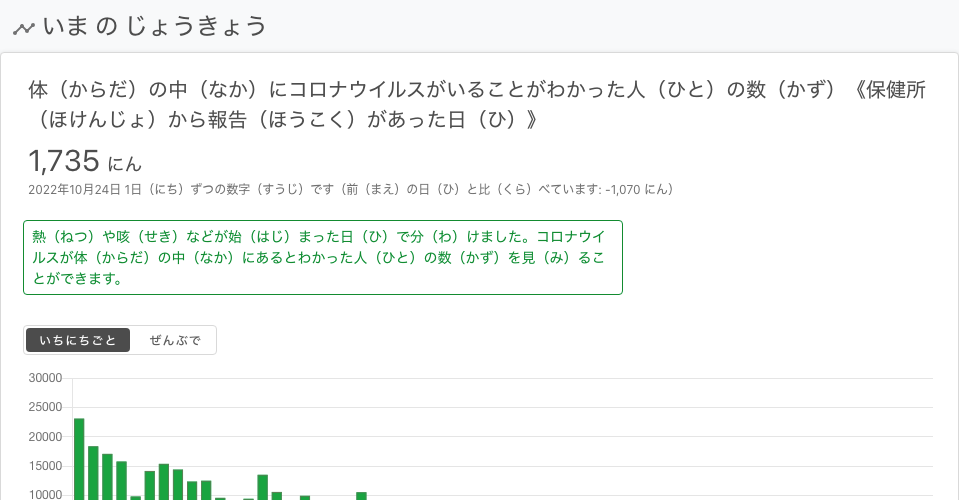 いま の じょうきょう
体（からだ）の中（なか）にコロナウイルスがいることがわかった人（ひと）の数（かず）《保健所
（ほけんじょ）から報告（ほうこく）があった日（ひ）》
1,735 にん
2022年10月24日 1日（にち）ずつの数字（すうじ）です（前（まえ）の日（ひ）と比（くら）べています: -1,070 にん）
熱（ねつ）や咳（せき）などが始（はじ）まった日（ひ）で分（わ）けました。コロナウイ
ルスが体（からだ）の中（なか）にあるとわかった人（ひと）の数（かず）を見（み）るこ
とができます。
いちにちごと ぜんぶで
30000
25000
20000
15000
10000